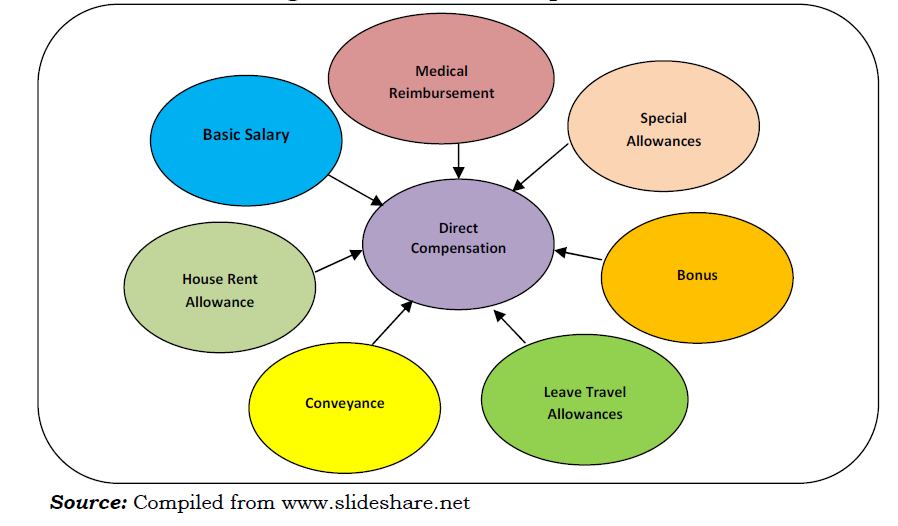 Medical
Reimbursement
Special
Allowances
Basic Salary
Direct
Compensation
Bonus
House Rent
Allowance
Leave Travel
Allowances
Conveyance
Source: Compiled from www.slideshare.net